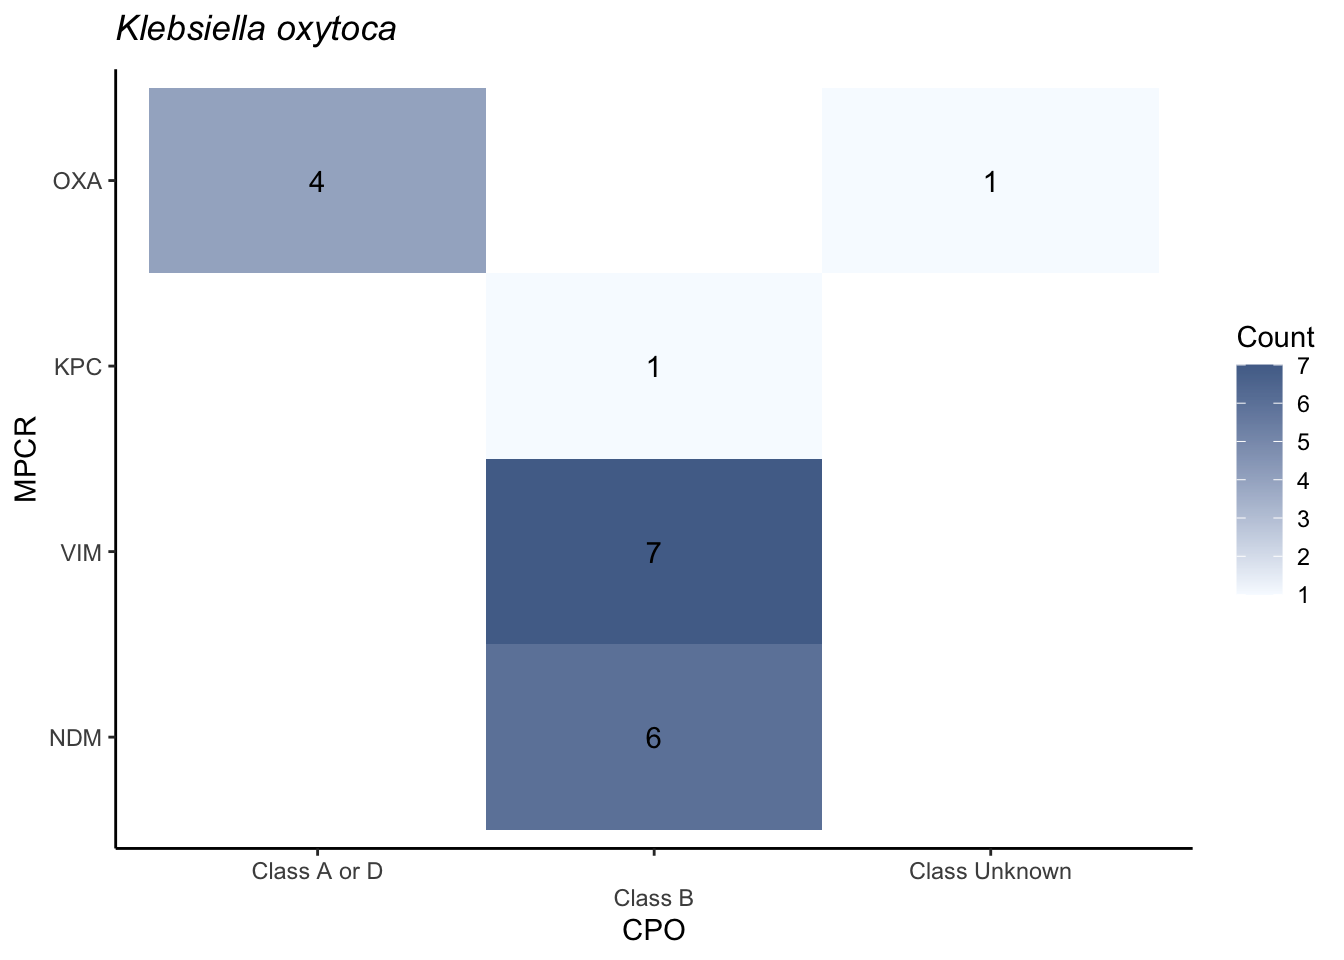 Klebsiella oxytoca
OXA
4
1
KPC
1
VIM
7
NDM
6
MPCR
Class A or D
Class B
Class Unknown
CPO
Count
7
6
5
4
3
2
1